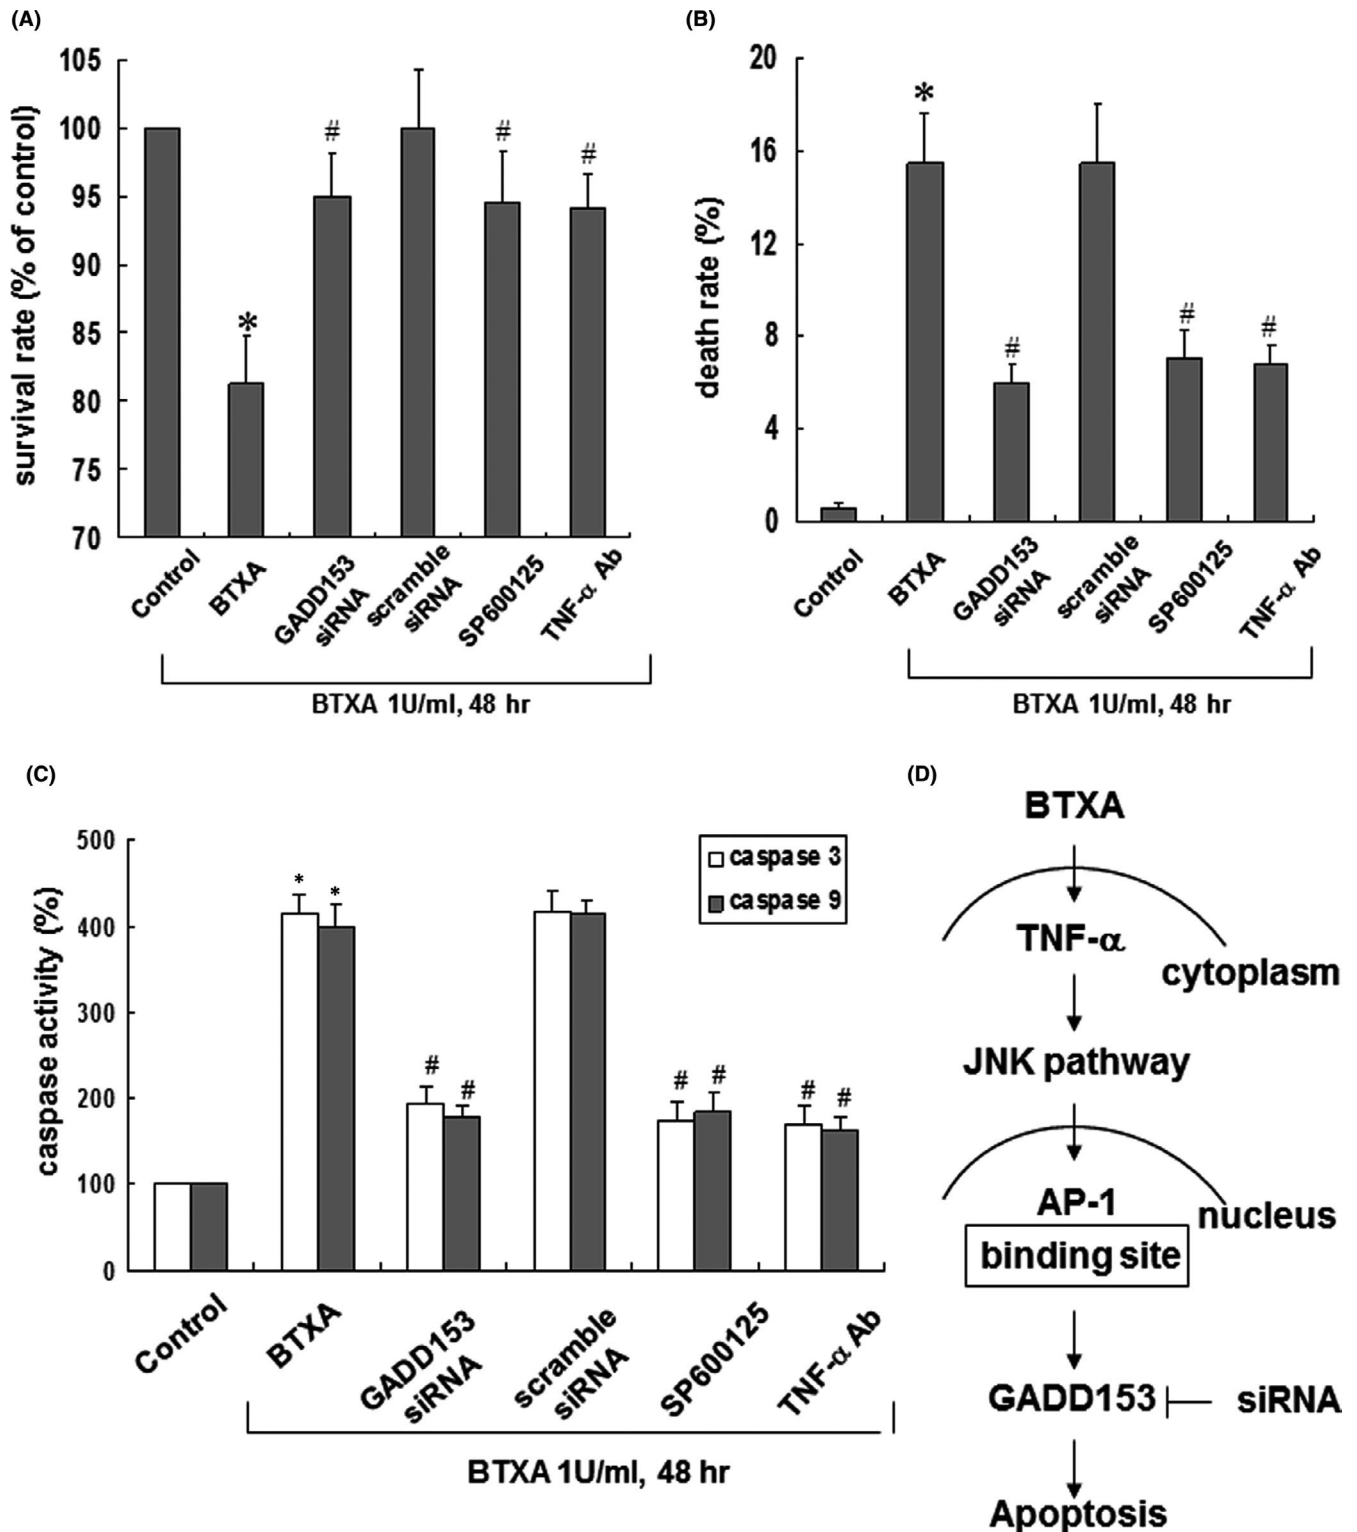 (A)
105
100
95
90
85
80
75
70
survival rate (% of control)
*
#
#
#
Control
BTXA
GADD153
siRNA
scramble
siRNA
SP600125
TNF-α Ab
BTXA 1U/ml, 48 hr
(B)
20
16
12
8
4
0
death rate (%)
*
#
#
#
Control
BTXA
GADD153
siRNA
scramble
siRNA
SP600125
TNF-α Ab
BTXA 1U/ml, 48 hr
(C)
500
400
300
200
100
0
caspase activity (%)
caspase 3
caspase 9
*
*
#
#
#
#
#
#
Control
BTXA
GADD153
siRNA
scramble
siRNA
SP600125
TNF-α Ab
BTXA 1U/ml, 48 hr
(D)
BTXA
TNF-α
cytoplasm
JNK pathway
AP-1
nucleus
binding site
GADD153
siRNA
Apoptosis